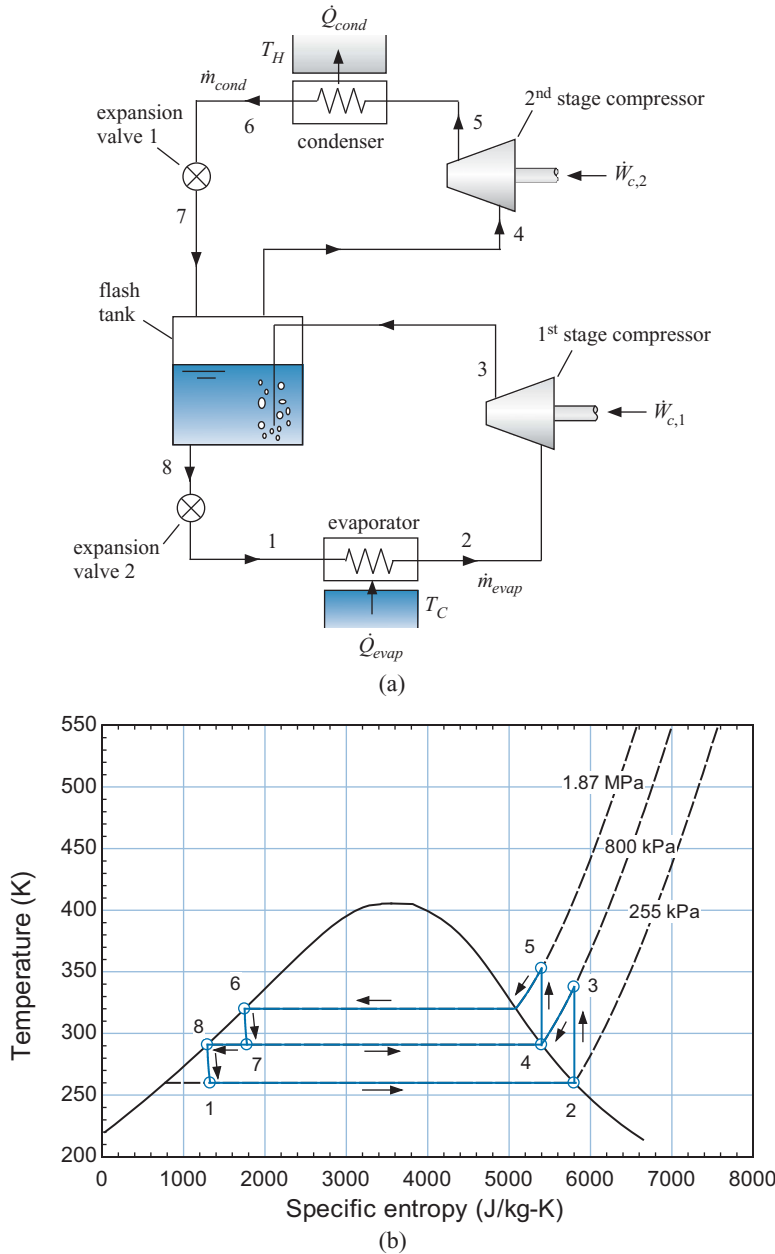 Q̇cond
TH
ṁcond
2nd stage compressor
expansion
valve 1
6
condenser
5
Ẇc,2
7
4
flash
tank
1st stage compressor
3
Ẇc,1
8
evaporator
1
2
expansion
valve 2
ṁevap
TC
Q̇evap
(a)
550
500
450
400
350
300
250
200
Temperature (K)
1.87 MPa
800 kPa
255 kPa
5
3
6
8
7
4
1
2
0 1000 2000 3000 4000 5000 6000 7000 8000
Specific entropy (J/kg-K)
(b)